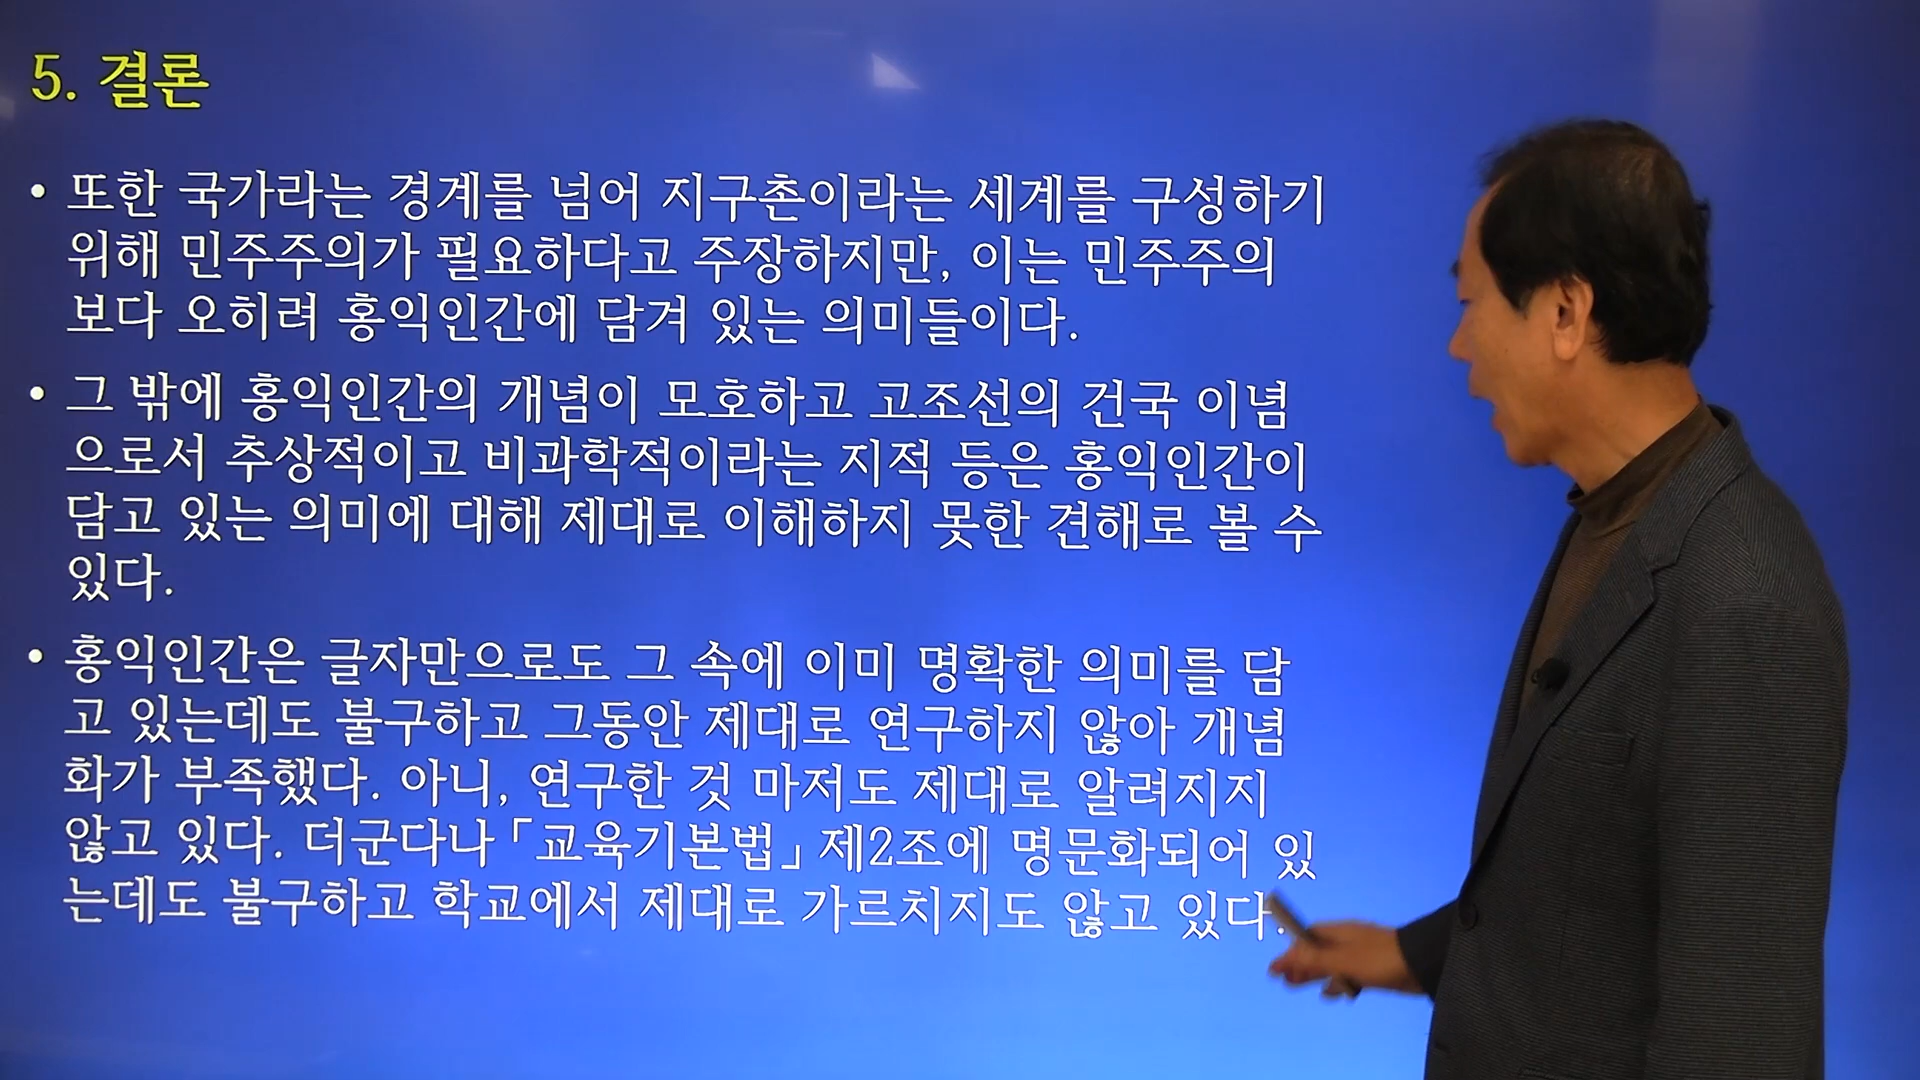 5. 결론
• 또한 국가라는 경계를 넘어 지구촌이라는 세계를 구성하기
위해 민주주의가 필요하다고 주장하지만, 이는 민주주의
보다 오히려 홍익인간에 담겨 있는 의미들이다.
• 그 밖에 홍익인간의 개념이 모호하고 고조선의 건국 이념
으로서 추상적이고 비과학적이라는 지적 등은 홍익인간이
담고 있는 의미에 대해 제대로 이해하지 못한 견해로 볼 수
있다.
• 홍익인간은 글자만으로도 그 속에 이미 명확한 의미를 담
고 있는데도 불구하고 그동안 제대로 연구하지 않아 개념
화가 부족했다. 아니, 연구한 것 마저도 제대로 알려지지
않고 있다. 더군다나 「교육기본법」 제2조에 명문화되어 있
는데도 불구하고 학교에서 제대로 가르치지도 않고 있다.